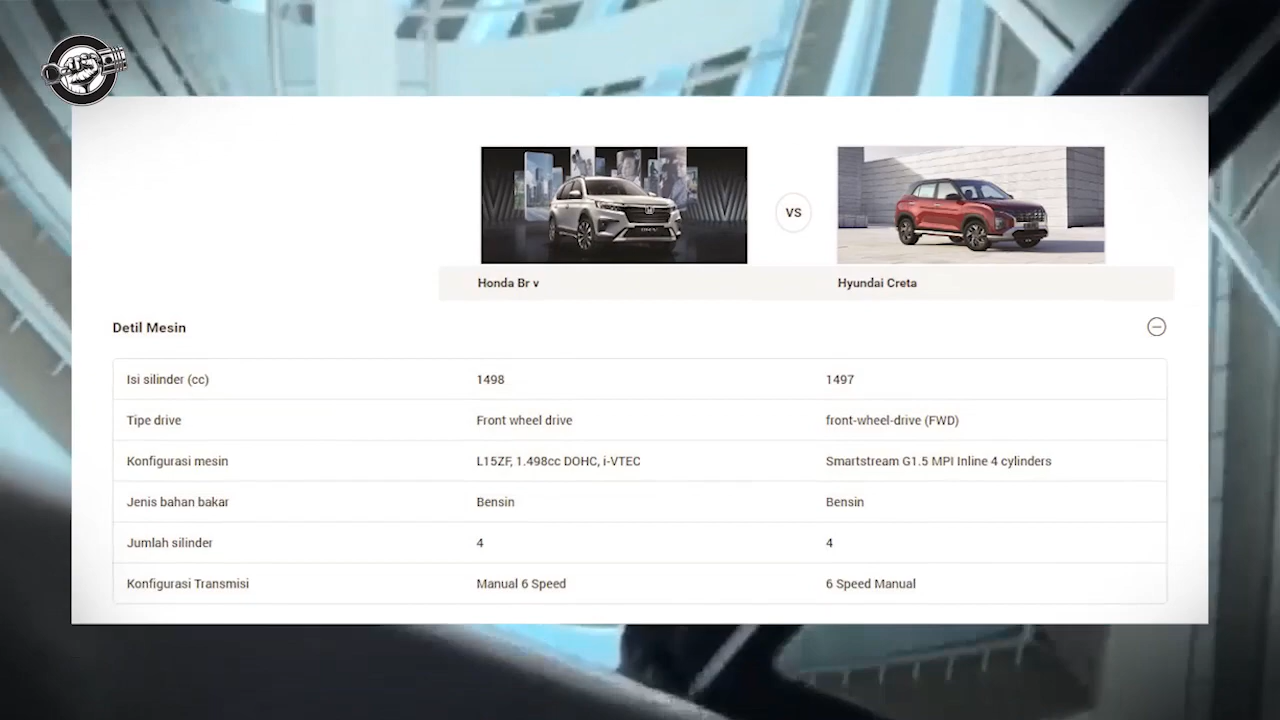 VS
Honda Br v
Hyundai Creta
Detil Mesin
Isi silinder (cc) 1498 1497
Tipe drive Front wheel drive front-wheel-drive (FWD)
Konfigurasi mesin L15ZF, 1.498cc DOHC, i-VTEC Smartstream G1.5 MPI Inline 4 cylinders
Jenis bahan bakar Bensin Bensin
Jumlah silinder 4 4
Konfigurasi Transmisi Manual 6 Speed 6 Speed Manual